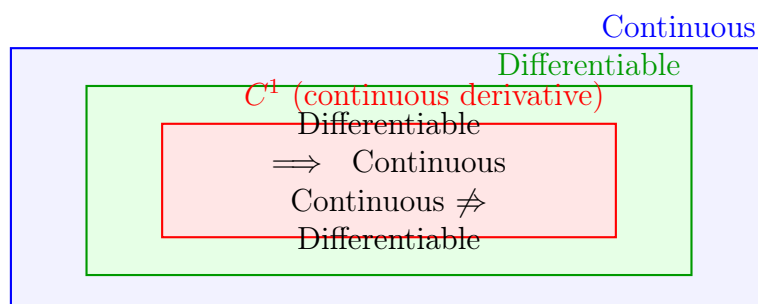 Continuous
Differentiable
C¹ (continuous derivative)
Differentiable
⟹ Continuous
Continuous ⇏
Differentiable